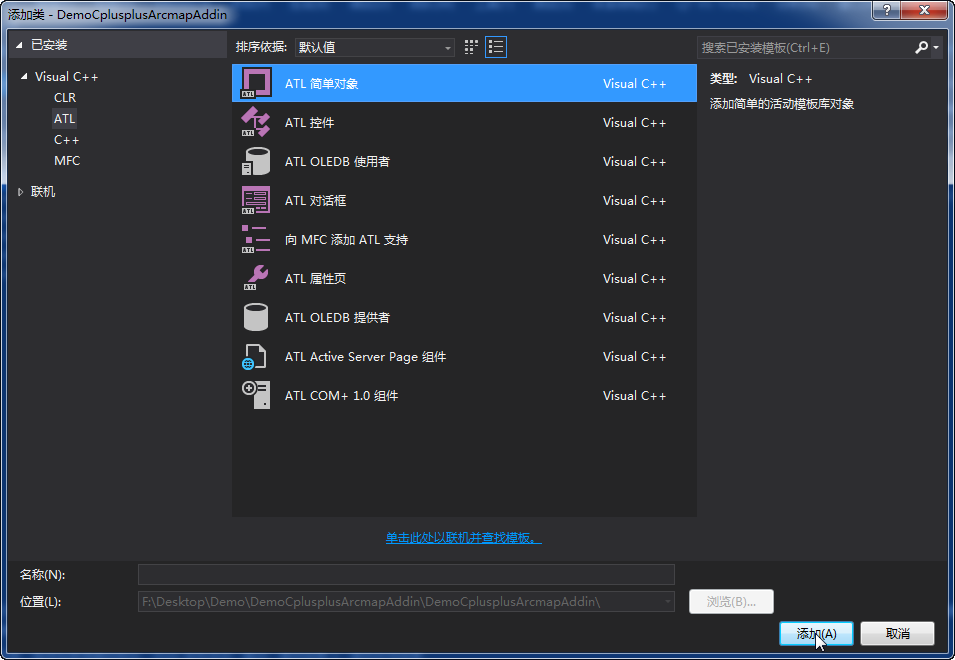 添加类 - DemoCplusplusArcmapAddin
已安装
排序依据: 默认值
搜索已安装模板(Ctrl+E)
Visual C++
CLR
ATL
C++
MFC
联机
ATL 简单对象 Visual C++
ATL 控件 Visual C++
ATL OLEDB 使用者 Visual C++
ATL 对话框 Visual C++
向 MFC 添加 ATL 支持 Visual C++
ATL 属性页 Visual C++
ATL OLEDB 提供者 Visual C++
ATL Active Server Page 组件 Visual C++
ATL COM+ 1.0 组件 Visual C++
类型: Visual C++
添加简单的活动模板库对象
单击此处以联机并查找模板。
名称(N):
位置(L): F:\Desktop\Demo\DemoCplusplusArcmapAddin\DemoCplusplusArcmapAddin\
浏览(B)...
添加(A) 取消